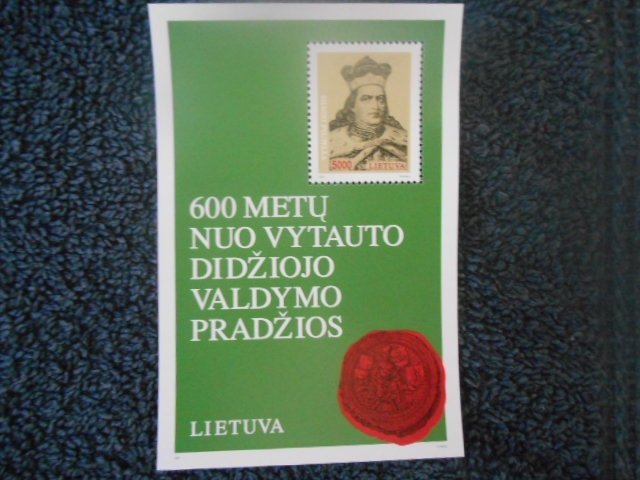 5000 LIETUVA
600 METŲ
NUO VYTAUTO
DIDŽIOJO
VALDYMO
PRADŽIOS
LIETUVA